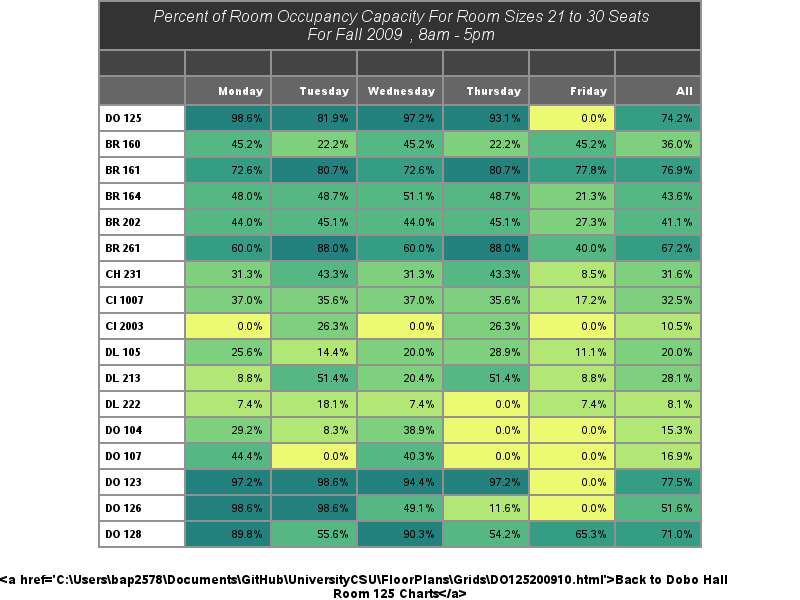 Percent of Room Occupancy Capacity For Room Sizes 21 to 30 Seats
For Fall 2009 , 8am - 5pm
Monday Tuesday Wednesday Thursday Friday All
DO 125 98.6% 81.9% 97.2% 93.1% 0.0% 74.2%
BR 160 45.2% 22.2% 45.2% 22.2% 45.2% 36.0%
BR 161 72.6% 80.7% 72.6% 80.7% 77.8% 76.9%
BR 164 48.0% 48.7% 51.1% 48.7% 21.3% 43.6%
BR 202 44.0% 45.1% 44.0% 45.1% 27.3% 41.1%
BR 261 60.0% 88.0% 60.0% 88.0% 40.0% 67.2%
CH 231 31.3% 43.3% 31.3% 43.3% 8.5% 31.6%
CI 1007 37.0% 35.6% 37.0% 35.6% 17.2% 32.5%
CI 2003 0.0% 26.3% 0.0% 26.3% 0.0% 10.5%
DL 105 25.6% 14.4% 20.0% 28.9% 11.1% 20.0%
DL 213 8.8% 51.4% 20.4% 51.4% 8.8% 28.1%
DL 222 7.4% 18.1% 7.4% 0.0% 7.4% 8.1%
DO 104 29.2% 8.3% 38.9% 0.0% 0.0% 15.3%
DO 107 44.4% 0.0% 40.3% 0.0% 0.0% 16.9%
DO 123 97.2% 98.6% 94.4% 97.2% 0.0% 77.5%
DO 126 98.6% 98.6% 49.1% 11.6% 0.0% 51.6%
DO 128 89.8% 55.6% 90.3% 54.2% 65.3% 71.0%
<a href='C:\Users\bap2578\Documents\GitHub\UniversityCSU\FloorPlans\Grids\DO125200910.html'>Back to Dobo Hall
Room 125 Charts</a>